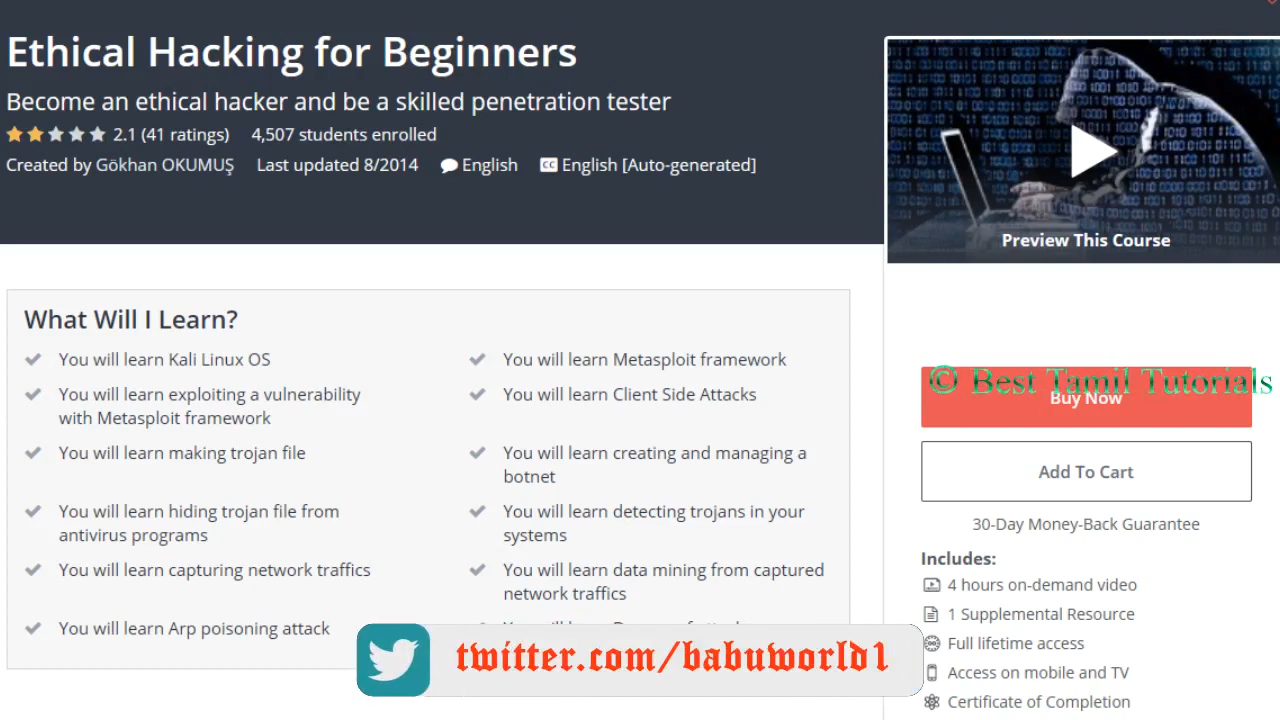 Ethical Hacking for Beginners
Become an ethical hacker and be a skilled penetration tester
2.1 (41 ratings) 4,507 students enrolled
Created by Gökhan OKUMUŞ Last updated 8/2014 English CC English [Auto-generated]
Preview This Course
What Will I Learn?
You will learn Kali Linux OS
You will learn Metasploit framework
You will learn exploiting a vulnerability
with Metasploit framework
You will learn Client Side Attacks
You will learn making trojan file
You will learn creating and managing a
botnet
You will learn hiding trojan file from
antivirus programs
You will learn detecting trojans in your
systems
You will learn capturing network traffics
You will learn data mining from captured
network traffics
You will learn Arp poisoning attack
twitter.com/babuworld1
© Best Tamil Tutorials
Buy Now
Add To Cart
30-Day Money-Back Guarantee
Includes:
4 hours on-demand video
1 Supplemental Resource
Full lifetime access
Access on mobile and TV
Certificate of Completion